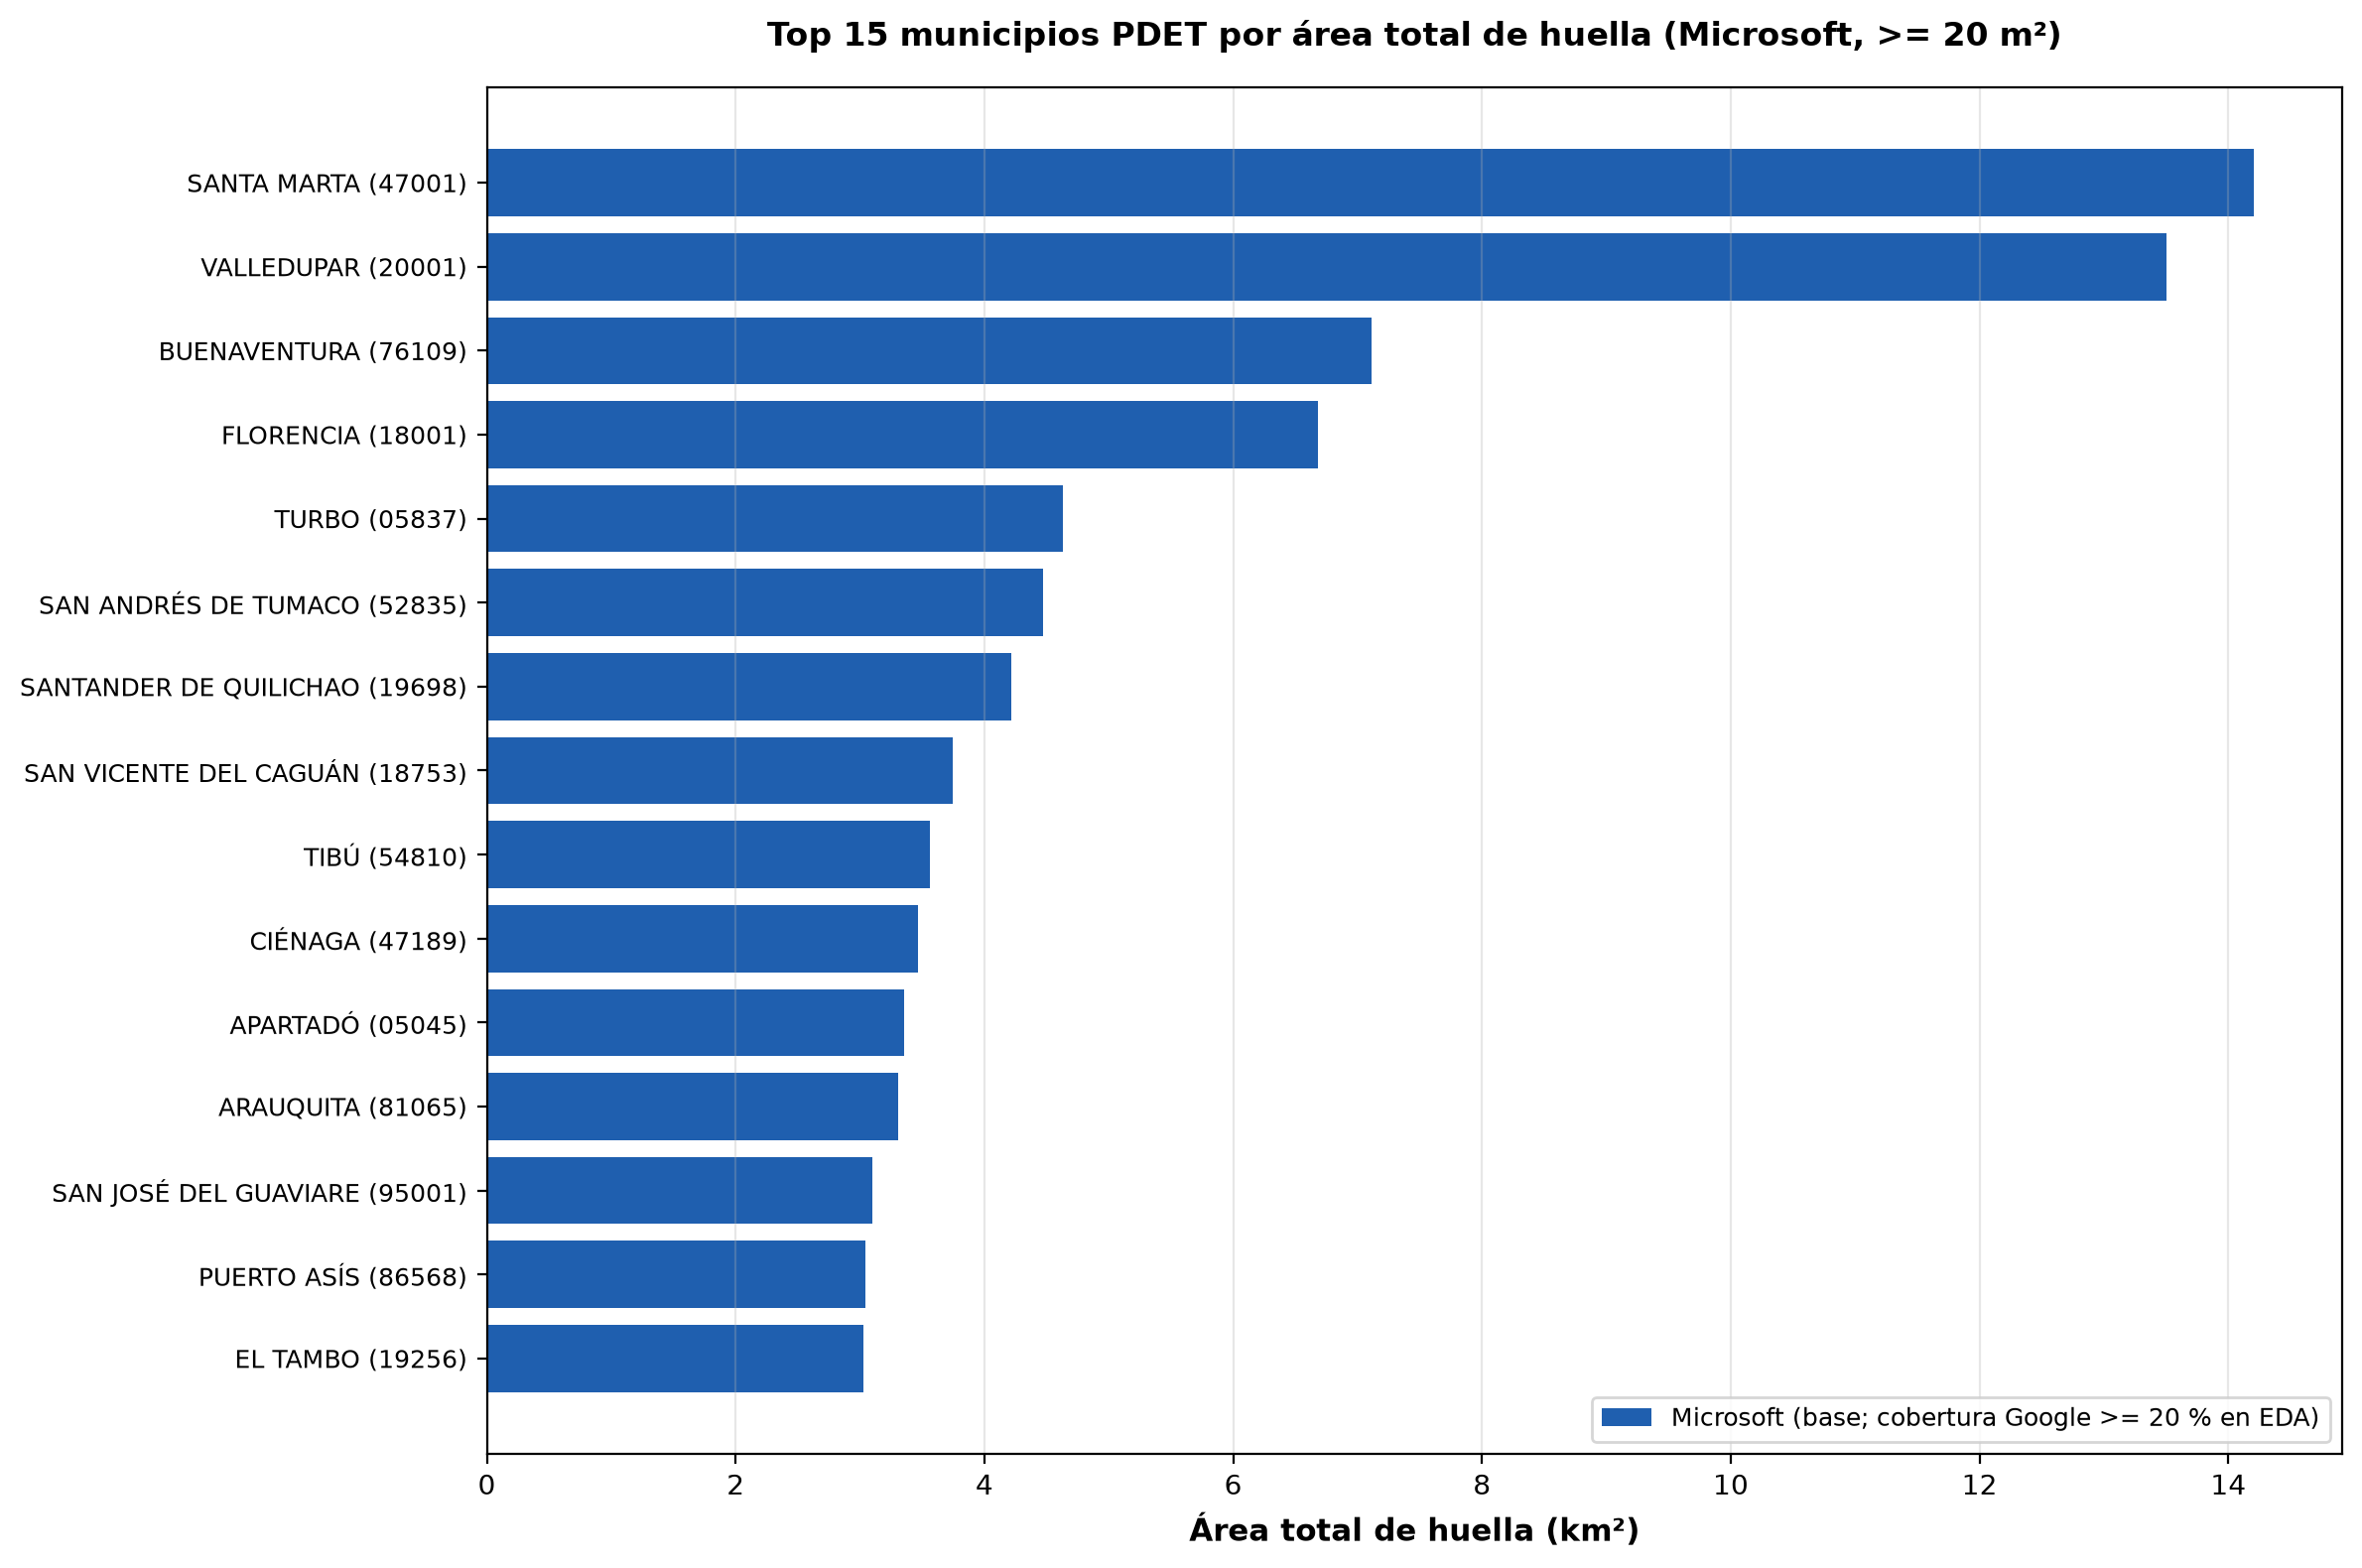 Top 15 municipios PDET por área total de huella (Microsoft, >= 20 m²)
SANTA MARTA (47001)
VALLEDUPAR (20001)
BUENAVENTURA (76109)
FLORENCIA (18001)
TURBO (05837)
SAN ANDRÉS DE TUMACO (52835)
SANTANDER DE QUILICHAO (19698)
SAN VICENTE DEL CAGUÁN (18753)
TIBÚ (54810)
CIÉNAGA (47189)
APARTADÓ (05045)
ARAUQUITA (81065)
SAN JOSÉ DEL GUAVIARE (95001)
PUERTO ASÍS (86568)
EL TAMBO (19256)
Microsoft (base; cobertura Google >= 20 % en EDA)
0 2 4 6 8 10 12 14
Área total de huella (km²)